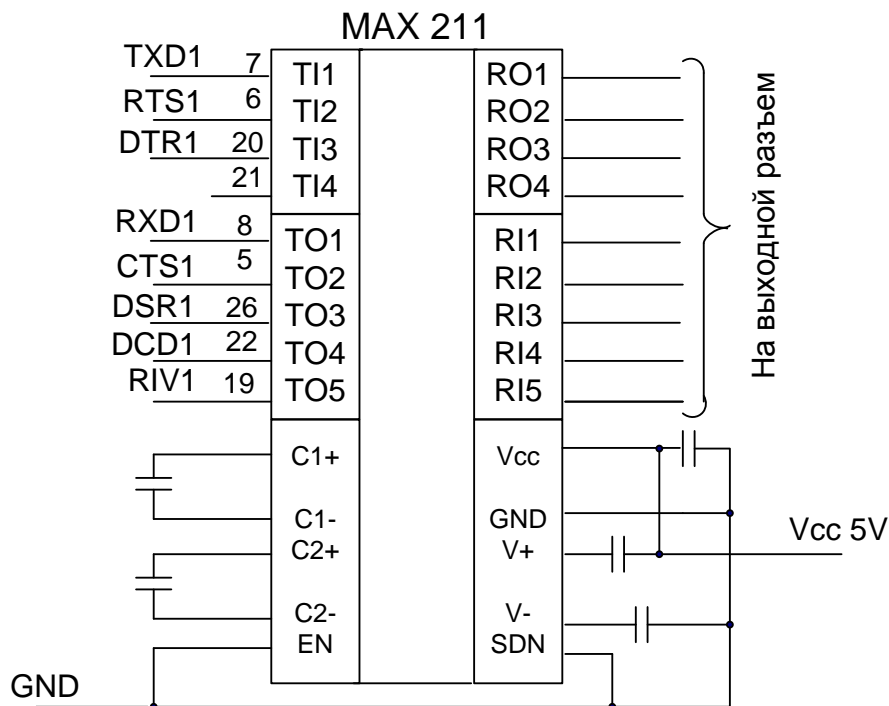 MAX 211
TXD1 7 TI1 RO1
RTS1 6 TI2 RO2
DTR1 20 TI3 RO3
21 TI4 RO4
RXD1 8 TO1 RI1
CTS1 5 TO2 RI2
DSR1 26 TO3 RI3
DCD1 22 TO4 RI4
RIV1 19 TO5 RI5
На выходной разъем
C1+ Vcc
C1- GND
C2+ V+ Vcc 5V
C2- V-
EN SDN
GND